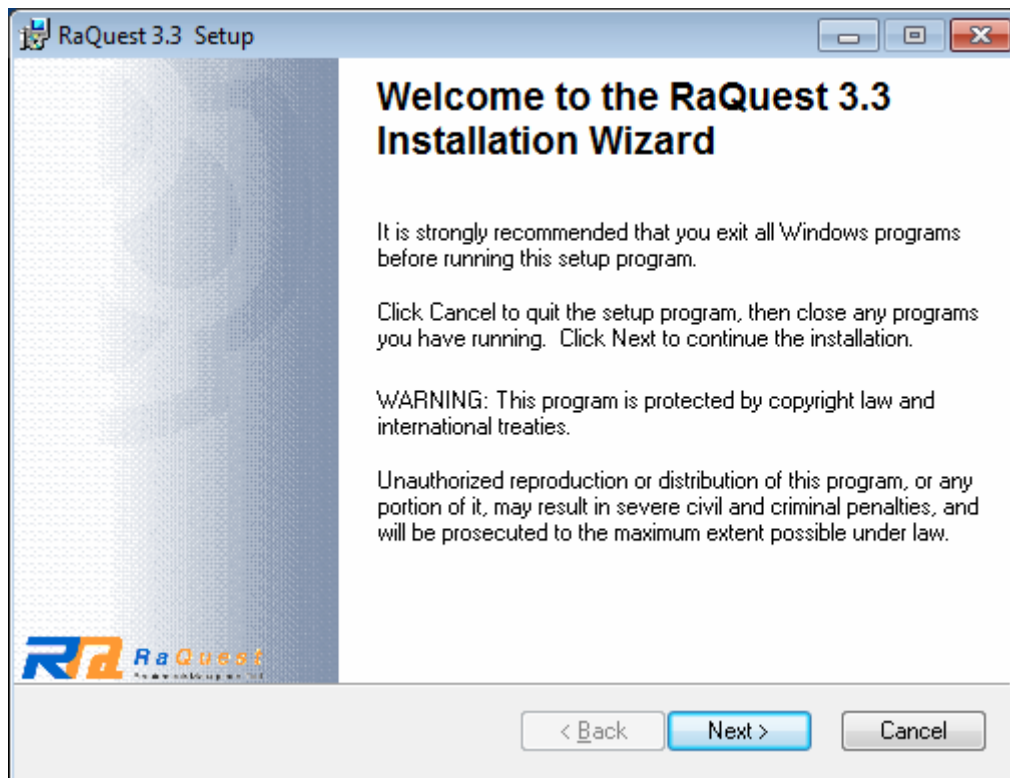 RaQuest 3.3 Setup
Welcome to the RaQuest 3.3
Installation Wizard
It is strongly recommended that you exit all Windows programs
before running this setup program.
Click Cancel to quit the setup program, then close any programs
you have running. Click Next to continue the installation.
WARNING: This program is protected by copyright law and
international treaties.
Unauthorized reproduction or distribution of this program, or any
portion of it, may result in severe civil and criminal penalties, and
will be prosecuted to the maximum extent possible under law.
Ra RaQuest
< Back Next > Cancel